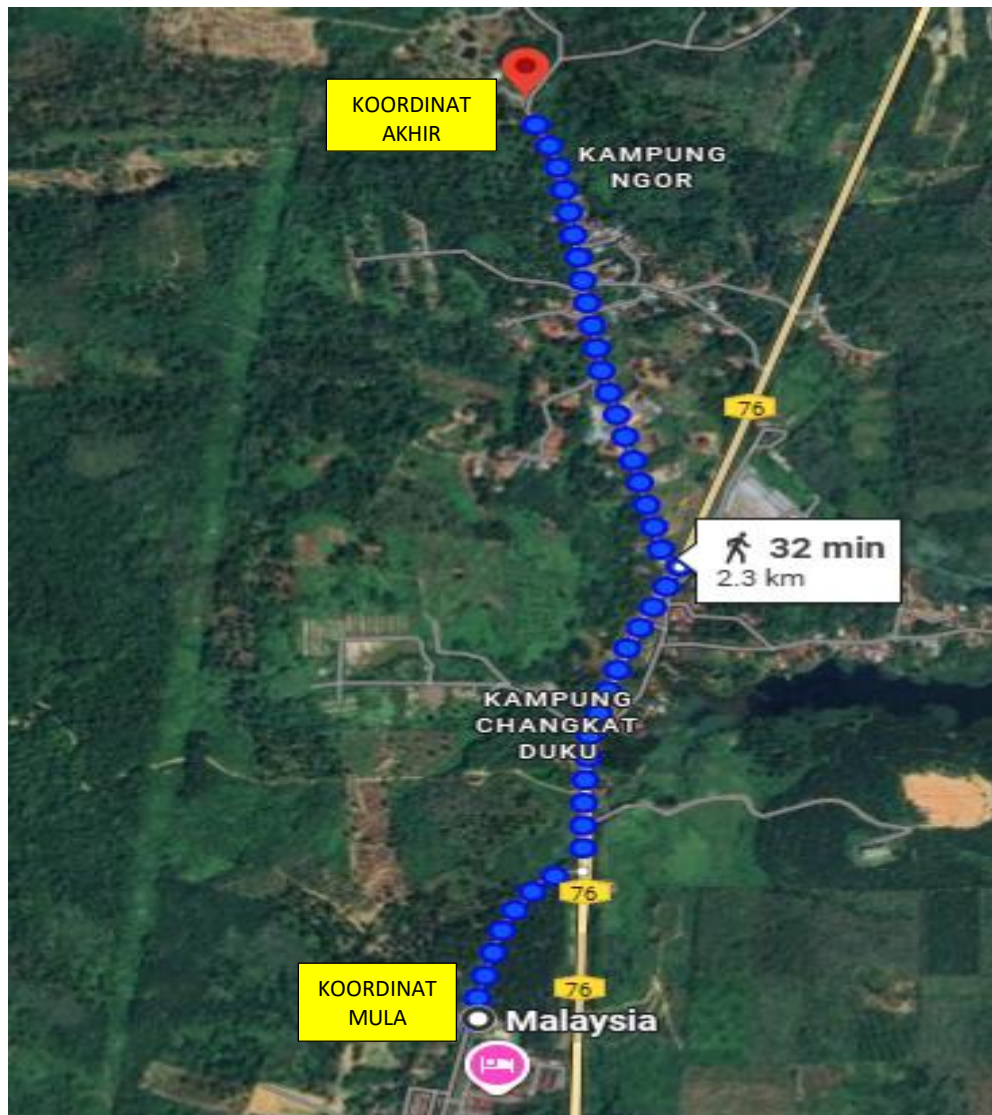 KOORDINAT
AKHIR
KAMPUNG
NGOR
76
32 min
2.3 km
KAMPUNG
CHANGKAT
DUKU
76
KOORDINAT
MULA
76
Malaysia